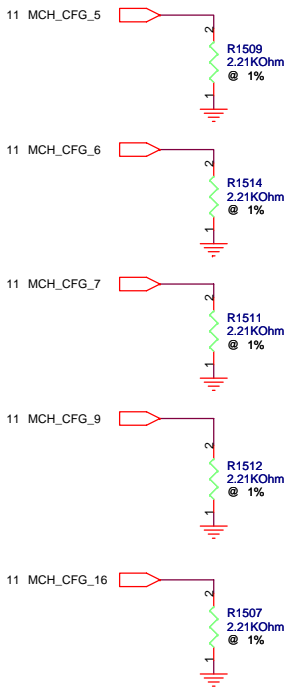 11 MCH_CFG_5
2
R1509
2.21KOhm
@ 1%
1
11 MCH_CFG_6
2
R1514
2.21KOhm
@ 1%
1
11 MCH_CFG_7
2
R1511
2.21KOhm
@ 1%
1
11 MCH_CFG_9
2
R1512
2.21KOhm
@ 1%
1
11 MCH_CFG_16
2
R1507
2.21KOhm
@ 1%
1